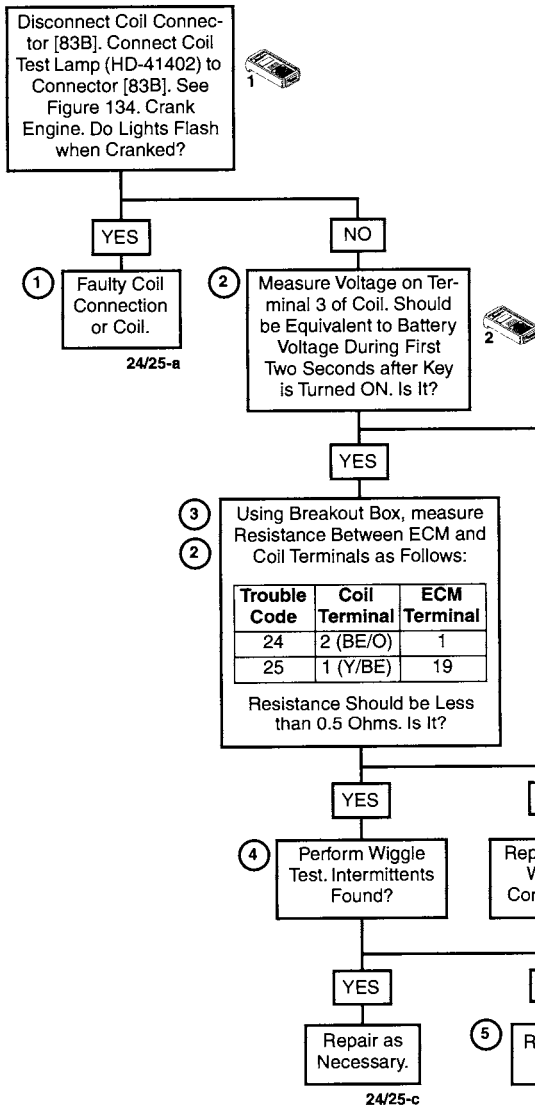 Disconnect Coil Connec-
tor [83B]. Connect Coil
Test Lamp (HD-41402) to
Connector [83B]. See
Figure 134. Crank
Engine. Do Lights Flash
when Cranked?
1
YES
NO
1
Faulty Coil
Connection
or Coil.
24/25-a
2
Measure Voltage on Ter-
minal 3 of Coil. Should
be Equivalent to Battery
Voltage During First
Two Seconds after Key
is Turned ON. Is It?
2
YES
3
2
Using Breakout Box, measure
Resistance Between ECM and
Coil Terminals as Follows:
Trouble Coil ECM
Code Terminal Terminal
24 2 (BE/O) 1
25 1 (Y/BE) 19
Resistance Should be Less
than 0.5 Ohms. Is It?
YES
4
Perform Wiggle
Test. Intermittents
Found?
Rep
W
Con
YES
Repair as
Necessary.
24/25-c
5
R